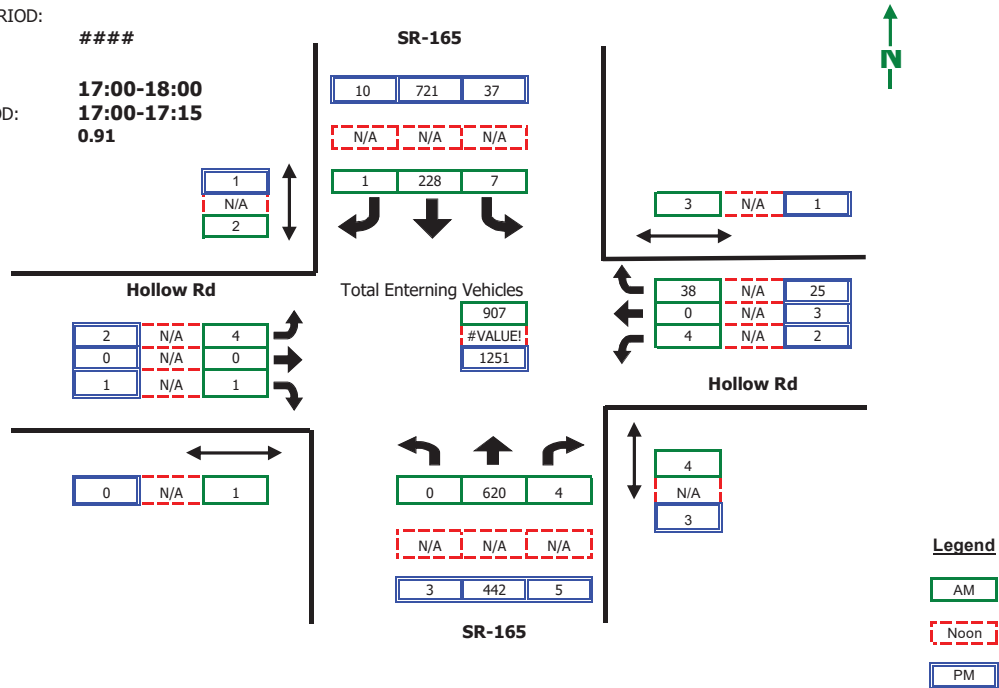 RIOD:
####
SR-165
N
17:00-18:00
OD: 17:00-17:15
0.91
10 721 37
N/A N/A N/A
1 228 7
1
N/A
2
3 N/A 1
Hollow Rd
Total Enterning Vehicles
907
#VALUE!
1251
38 N/A 25
0 N/A 3
4 N/A 2
2 N/A 4
0 N/A 0
1 N/A 1
Hollow Rd
0 N/A 1
0 620 4
N/A N/A N/A
3 442 5
4
N/A
3
SR-165
Legend
AM
Noon
PM